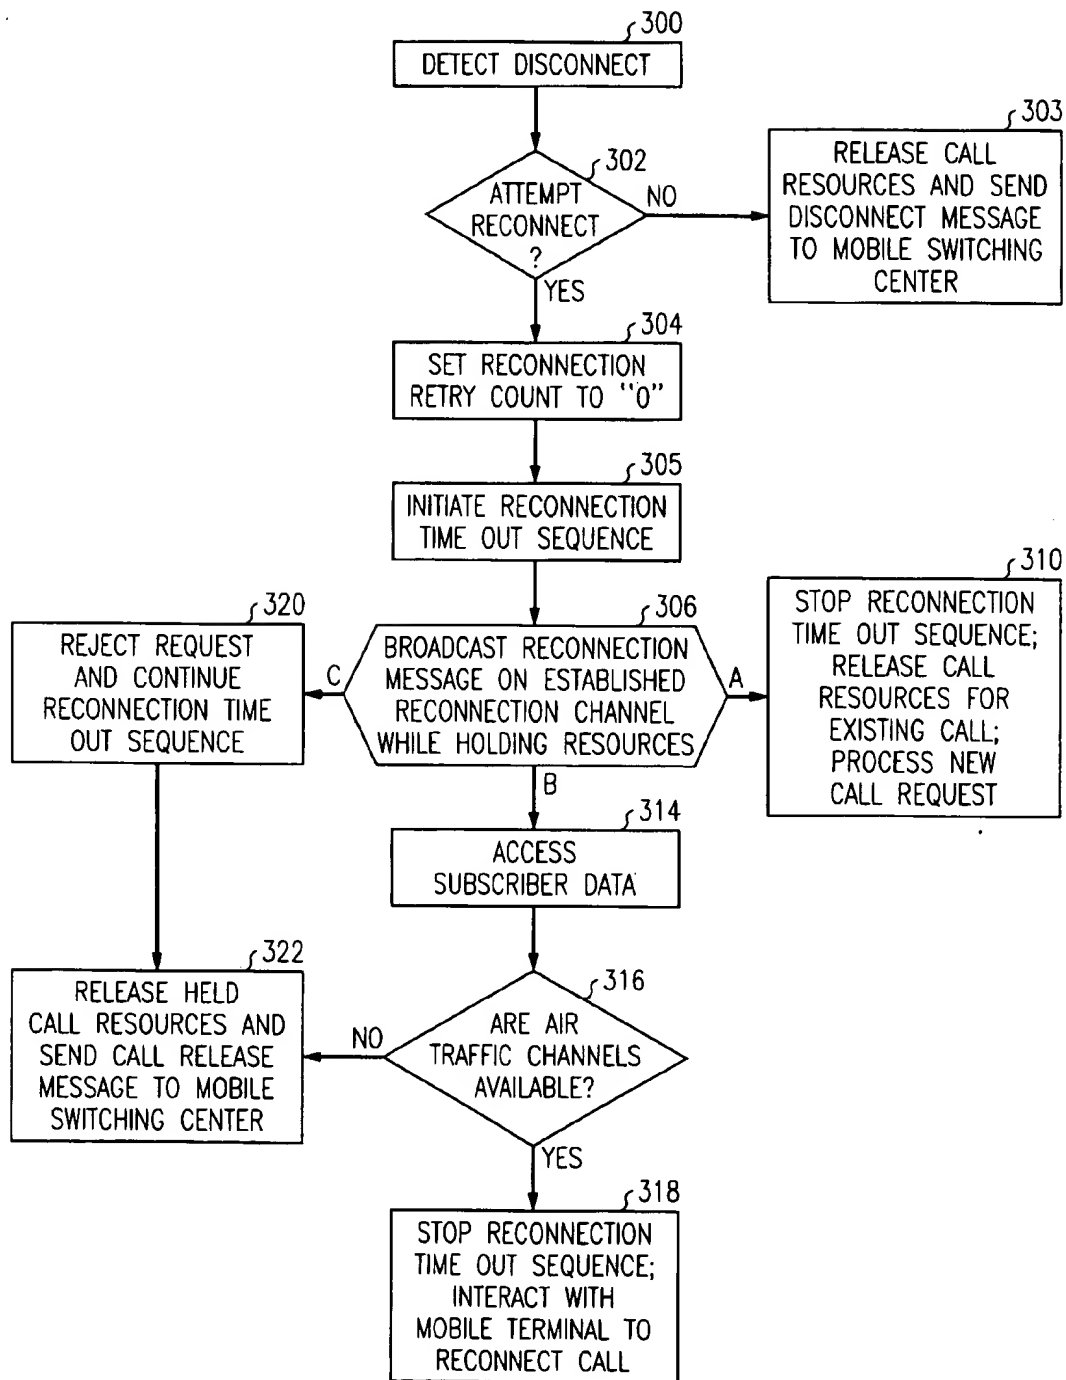 300
DETECT DISCONNECT
303
RELEASE CALL
RESOURCES AND SEND
DISCONNECT MESSAGE
TO MOBILE SWITCHING
CENTER
302
ATTEMPT
RECONNECT
?
NO
YES
304
SET RECONNECTION
RETRY COUNT TO "0"
305
INITIATE RECONNECTION
TIME OUT SEQUENCE
306
BROADCAST RECONNECTION
MESSAGE ON ESTABLISHED
RECONNECTION CHANNEL
WHILE HOLDING RESOURCES
A
310
STOP RECONNECTION
TIME OUT SEQUENCE;
RELEASE CALL
RESOURCES FOR
EXISTING CALL;
PROCESS NEW
CALL REQUEST
C
320
REJECT REQUEST
AND CONTINUE
RECONNECTION TIME
OUT SEQUENCE
B
314
ACCESS
SUBSCRIBER DATA
316
ARE AIR
TRAFFIC CHANNELS
AVAILABLE?
NO
322
RELEASE HELD
CALL RESOURCES AND
SEND CALL RELEASE
MESSAGE TO MOBILE
SWITCHING CENTER
YES
318
STOP RECONNECTION
TIME OUT SEQUENCE;
INTERACT WITH
MOBILE TERMINAL TO
RECONNECT CALL